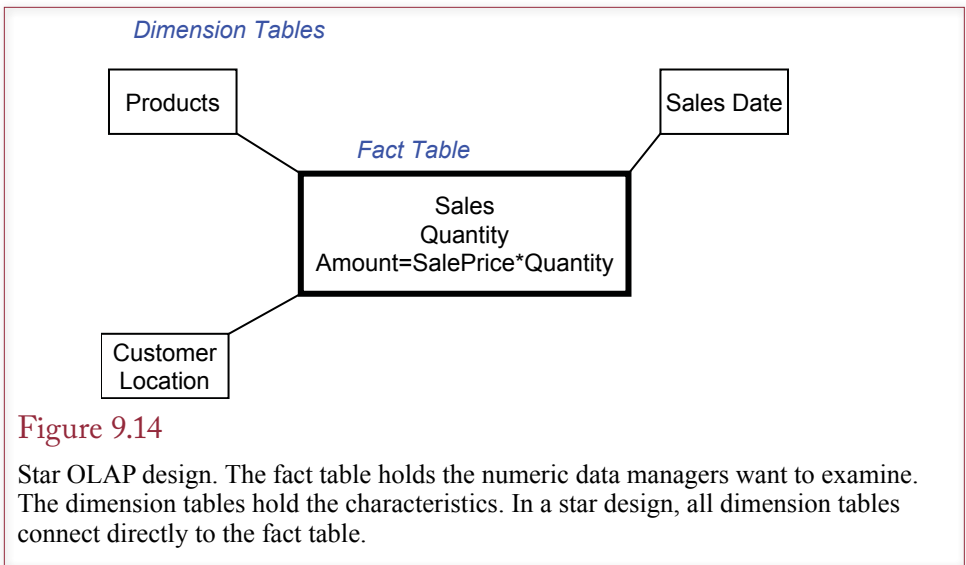 Dimension Tables
Products
Sales Date
Fact Table
Sales
Quantity
Amount=SalePrice*Quantity
Customer
Location
Figure 9.14
Star OLAP design. The fact table holds the numeric data managers want to examine.
The dimension tables hold the characteristics. In a star design, all dimension tables
connect directly to the fact table.